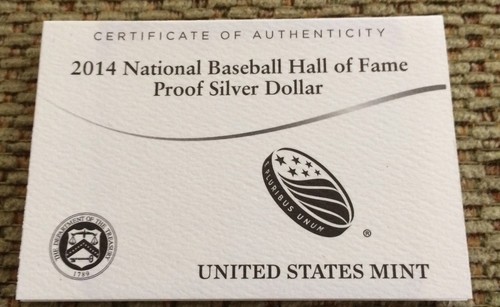 CERTIFICATE OF AUTHENTICITY
2014 National Baseball Hall of Fame
Proof Silver Dollar
E PLURIBUS UNUM
®
THE DEPARTMENT OF THE TREASURY
1789
UNITED STATES MINT